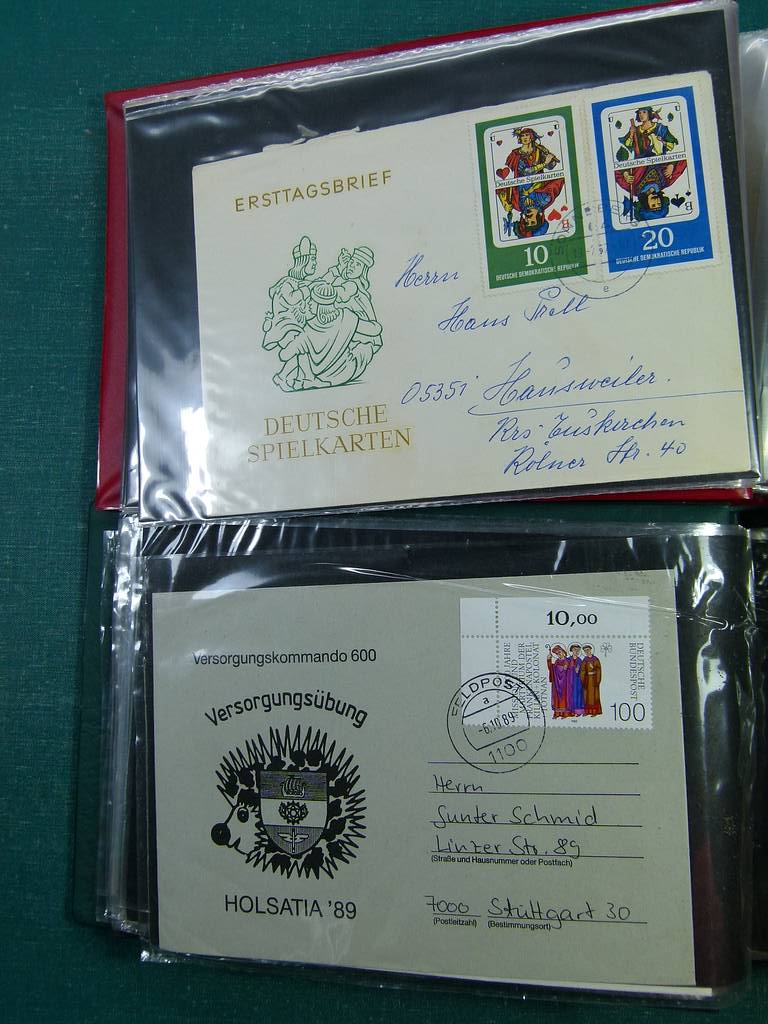 ERSTTAGSBRIEF
U U
Deutsche Spielkarten
B
10
DEUTSCHE DEMOKRATISCHE REPUBLIK
U U
Deutsche Spielkarten
B
20
DEUTSCHE DEMOKRATISCHE REPUBLIK
a
Herrn
Hans
05351 Hausweiler.
Krs. Euskirchen
Kölner Str. 40
DEUTSCHE
SPIELKARTEN
Versorgungskommando 600
Versorgungsübung
HOLSATIA '89
10,00
DEUTSCHE
BUNDESPOST
100
FELDPOST
a
-6.10.89
1100
Herrn
Gunter Schmid
Linzer Str. 89
(Straße und Hausnummer oder Postfach)
7000 Stuttgart 30
(Postleitzahl) (Bestimmungsort)